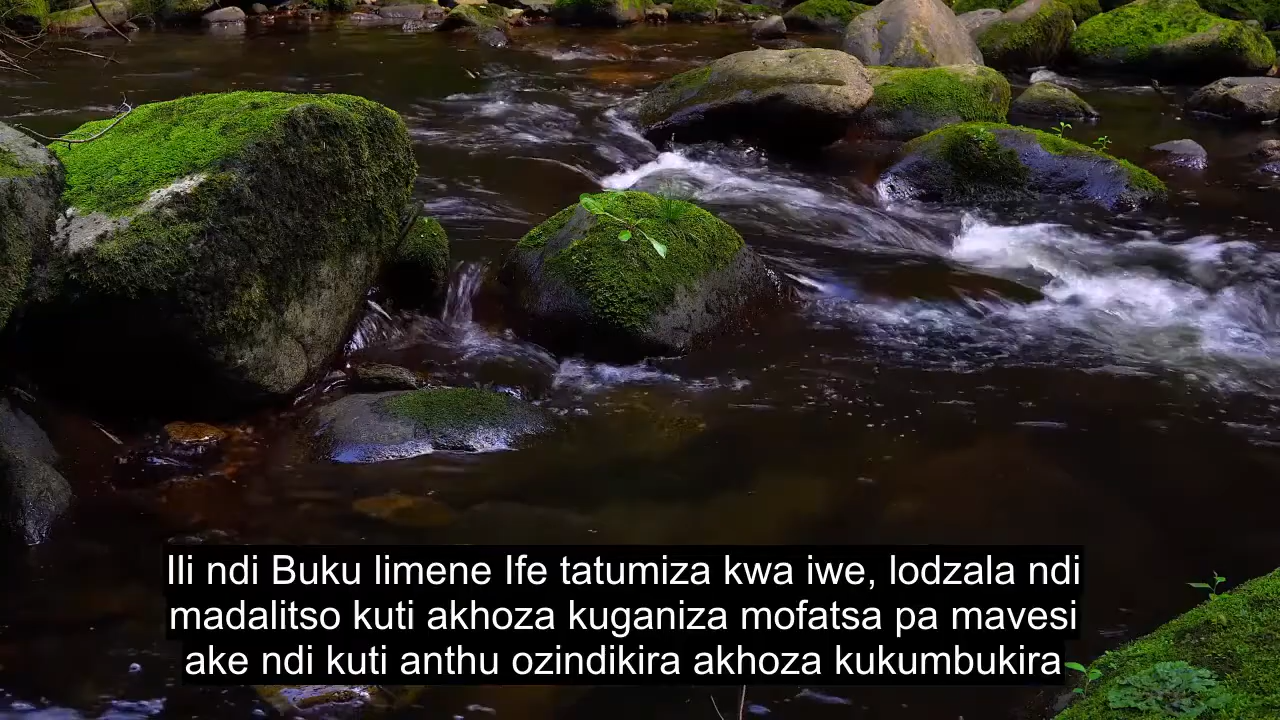 Ili ndi Buku limene Ife tatumiza kwa iwe, lodzala ndi
madalitso kuti akhoza kuganiza mofatsa pa mavesi
ake ndi kuti anthu ozindikira akhoza kukumbukira